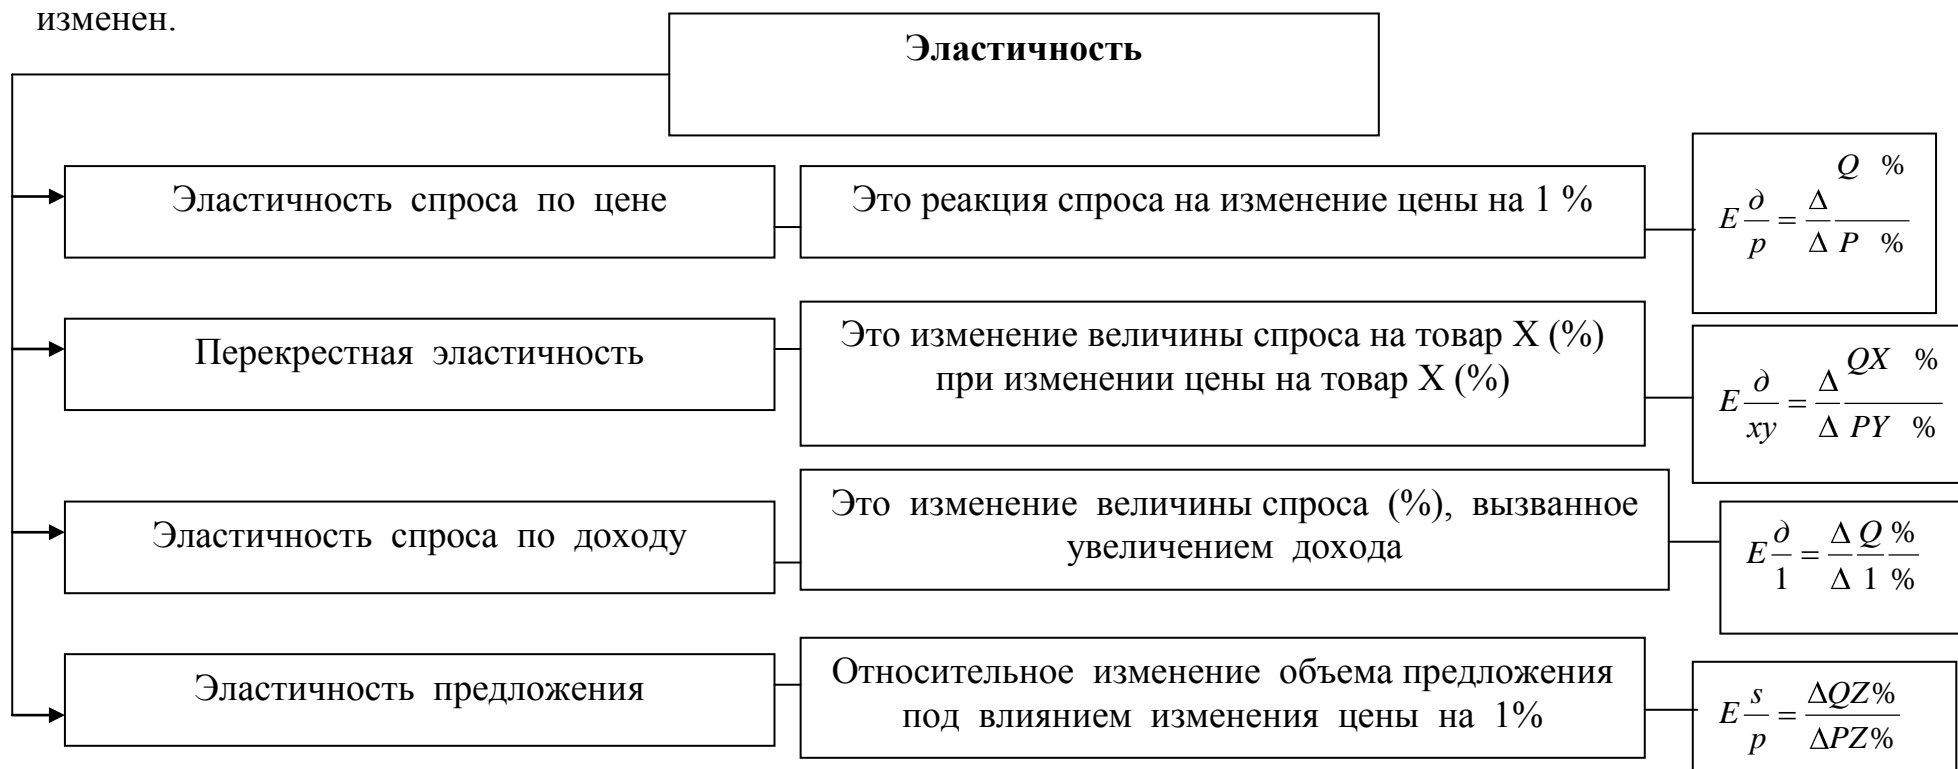 изменен.
Эластичность
Эластичность спроса по цене
Это реакция спроса на изменение цены на 1 %
E ∂/p = Δ/Δ Q %/P %
Перекрестная эластичность
Это изменение величины спроса на товар X (%)
при изменении цены на товар X (%)
E ∂/xy = Δ/Δ QX %/PY %
Эластичность спроса по доходу
Это изменение величины спроса (%), вызванное
увеличением дохода
E ∂/1 = Δ/Δ Q/1 %/%
Эластичность предложения
Относительное изменение объема предложения
под влиянием изменения цены на 1%
E s/p = ΔQZ%/ΔPZ%